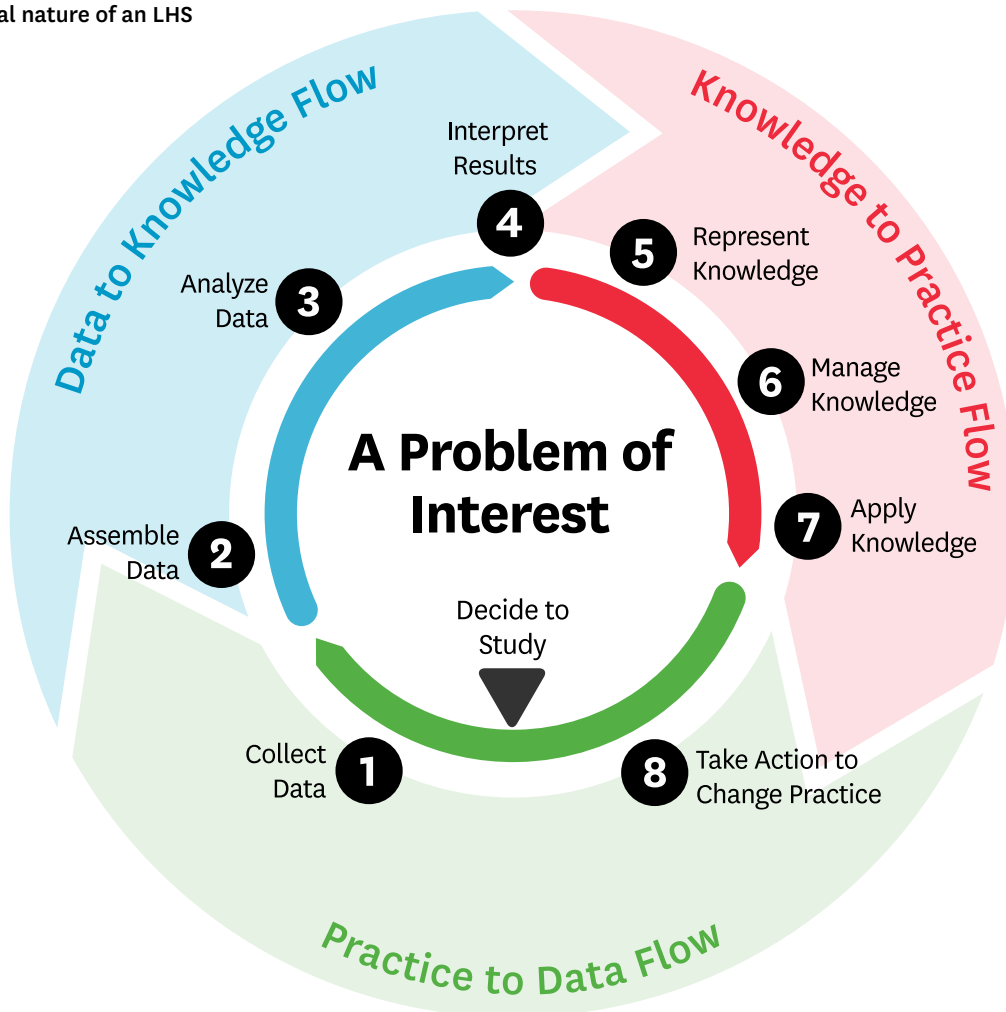 al nature of an LHS
Data to Knowledge Flow
Knowledge to Practice Flow
Interpret
Results
4
5
Represent
Knowledge
Analyze
Data
3
6
Manage
Knowledge
A Problem of
Interest
7
Apply
Knowledge
Assemble
Data
2
Decide to
Study
Collect
Data
1
8
Take Action to
Change Practice
Practice to Data Flow